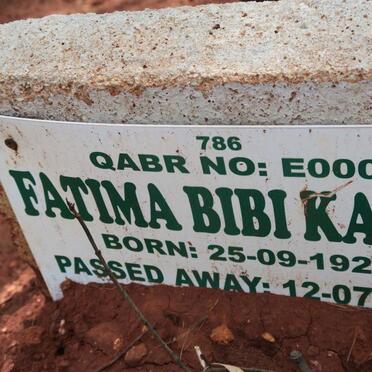 786
QABR NO: E000
FATIMA BIBI KA
BORN: 25-09-192
PASSED AWAY: 12-07